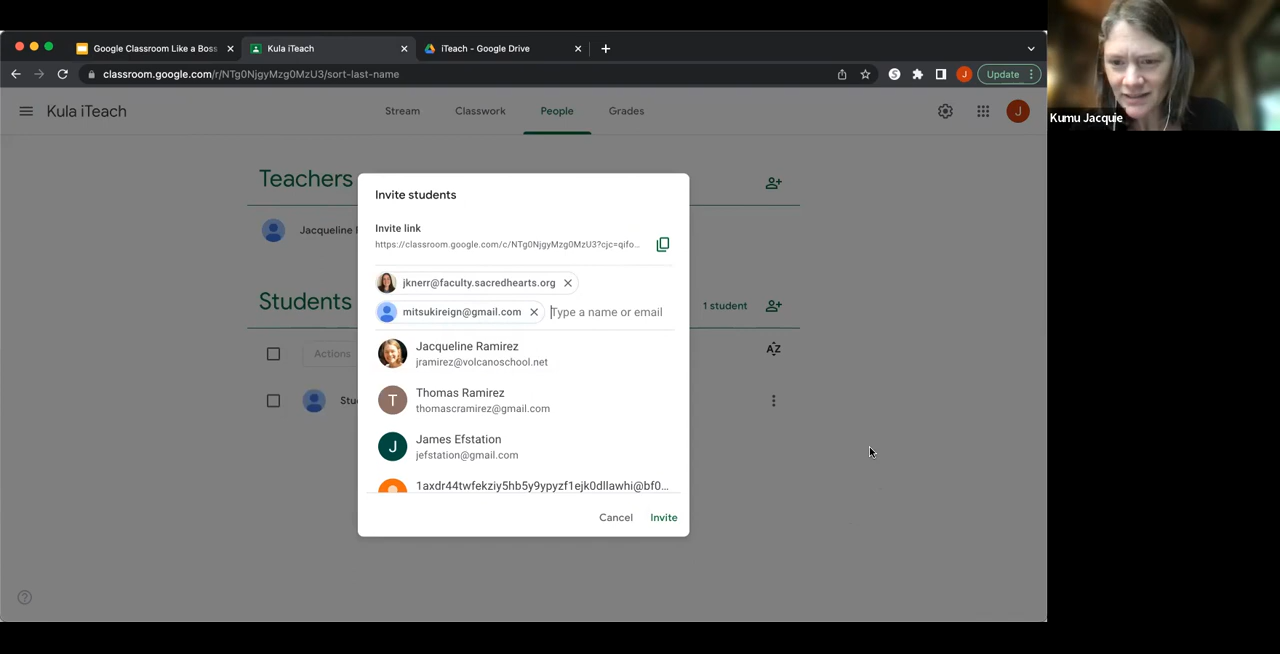 Google Classroom Like a Boss
Kula iTeach
iTeach - Google Drive
classroom.google.com/r/NTg0NjgyMzg0MzU3/sort-last-name
S
J
Update
Kula iTeach
Stream
Classwork
People
Grades
J
Kumu Jacquie
Teachers
Jacqueline
Students
1 student
Actions
Stu
Invite students
Invite link
https://classroom.google.com/c/NTg0NjgyMzg0MzU3?cjc=qifo...
jknerr@faculty.sacredhearts.org
mitsukireign@gmail.com
Type a name or email
Jacqueline Ramirez
jramirez@volcanoschool.net
T
Thomas Ramirez
thomascramirez@gmail.com
J
James Efstation
jefstation@gmail.com
1axdr44twfekziy5hb5y9ypyzf1ejk0dllawhi@bf0...
Cancel
Invite